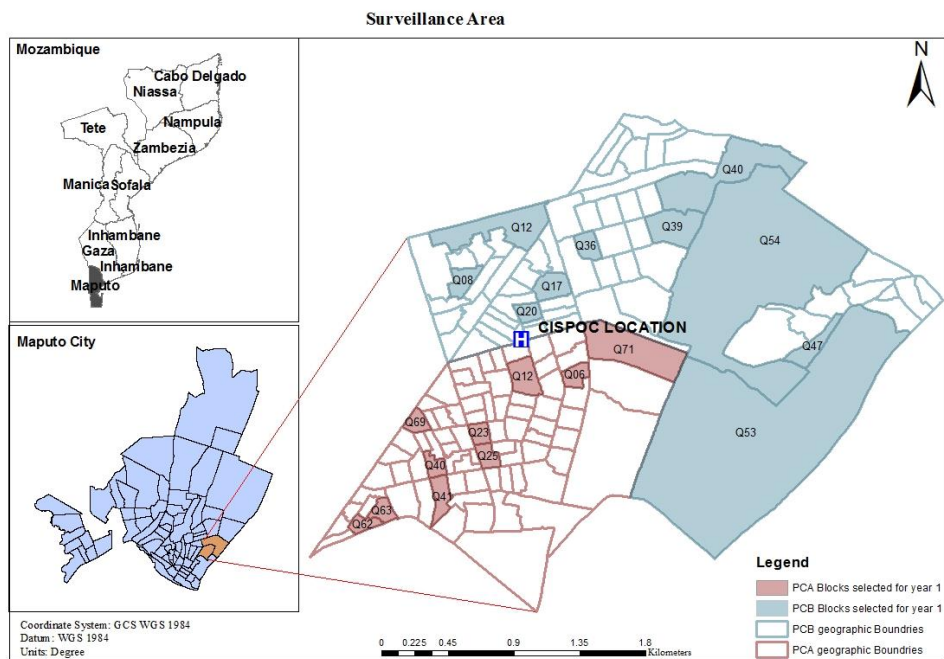 Surveillance Area
Mozambique
Cabo Delgado
Niassa
Nampula
Tete
Zambezia
Manica
Sofala
Inhambane
Gaza
Inhambane
Maputo
Maputo City
Coordinate System: GCS WGS 1984
Datum : WGS 1984
Units: Degree
N
Q40
Q12
Q36
Q39
Q54
Q08
Q17
Q20
CISPOC LOCATION
H
Q71
Q47
Q12
Q06
Q69
Q23
Q53
Q25
Q40
Q41
Q63
Q62
Legend
PCA Blocks selected for year 1
PCB Blocks selected for year 1
PCB geographic Boundries
PCA geographic Boundries
0 0.225 0.45 0.9 1.35 1.8
Kilometers